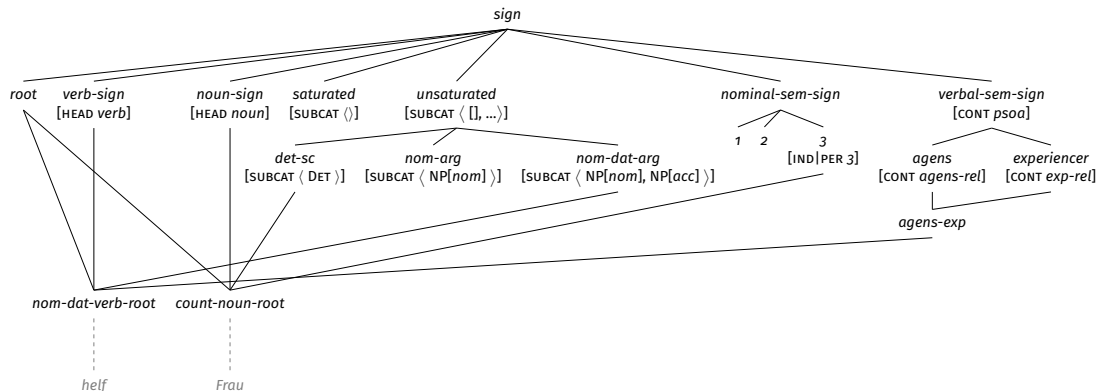 sign
root verb-sign noun-sign saturated unsaturated nominal-sem-sign verbal-sem-sign
[HEAD verb] [HEAD noun] [SUBCAT ⟨⟩] [SUBCAT ⟨ [], ...⟩] [CONT psoa]
1 2 3
[IND|PER 3]
det-sc nom-arg nom-dat-arg agens experiencer
[SUBCAT ⟨ DET ⟩] [SUBCAT ⟨ NP[nom] ⟩] [SUBCAT ⟨ NP[nom], NP[acc] ⟩] [CONT agens-rel] [CONT exp-rel]
agens-exp
nom-dat-verb-root count-noun-root
helf Frau